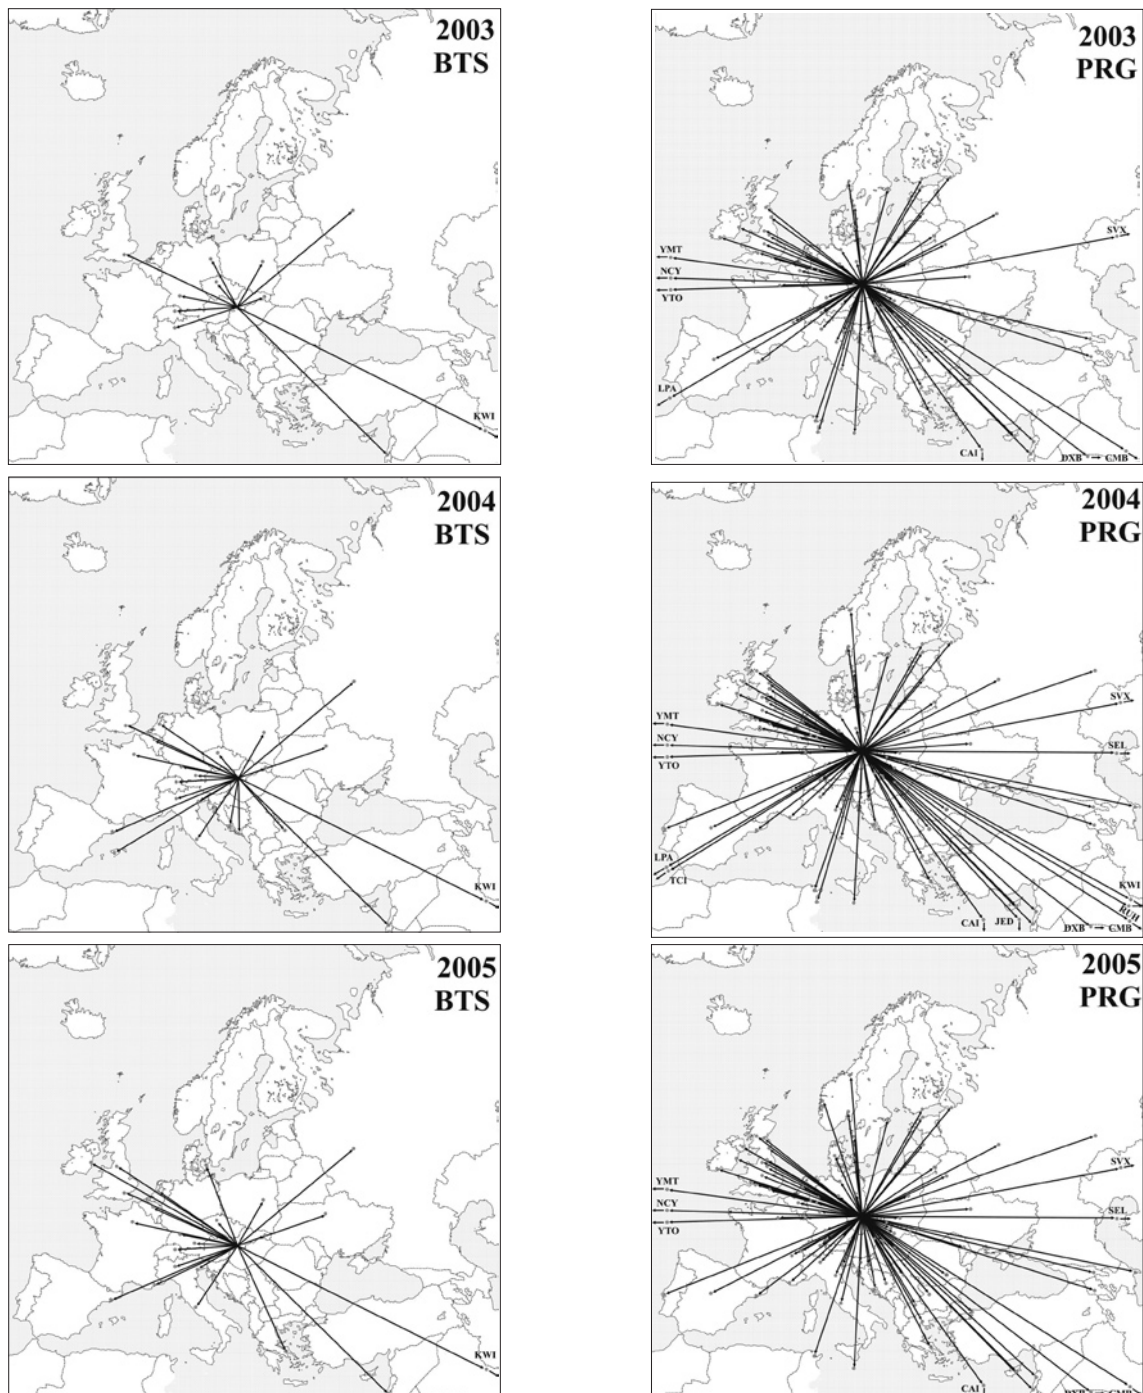 2003
BTS
KWI
2003
PRG
SVX
YMT
NCY
YTO
LPA
CAI
DXB
CMB
2004
BTS
KWI
2004
PRG
SVX
YMT
NCY
SEL
YTO
LPA
TCI
KWI
RUH
CAI
JED
DXB
CMB
2005
BTS
KWI
2005
PRG
SVX
YMT
NCY
SEL
YTO
CAI
DXB
CMB